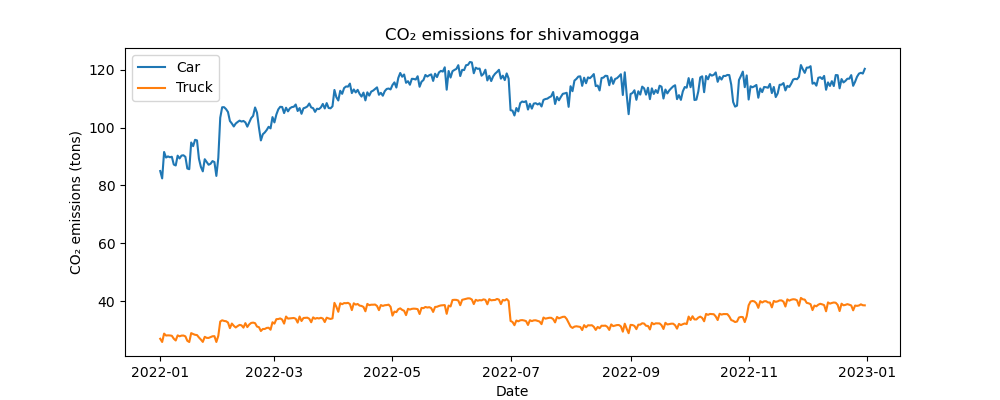 CO₂ emissions for shivamogga
Car
Truck
CO₂ emissions (tons)
120
100
80
60
40
2022-01 2022-03 2022-05 2022-07 2022-09 2022-11 2023-01
Date